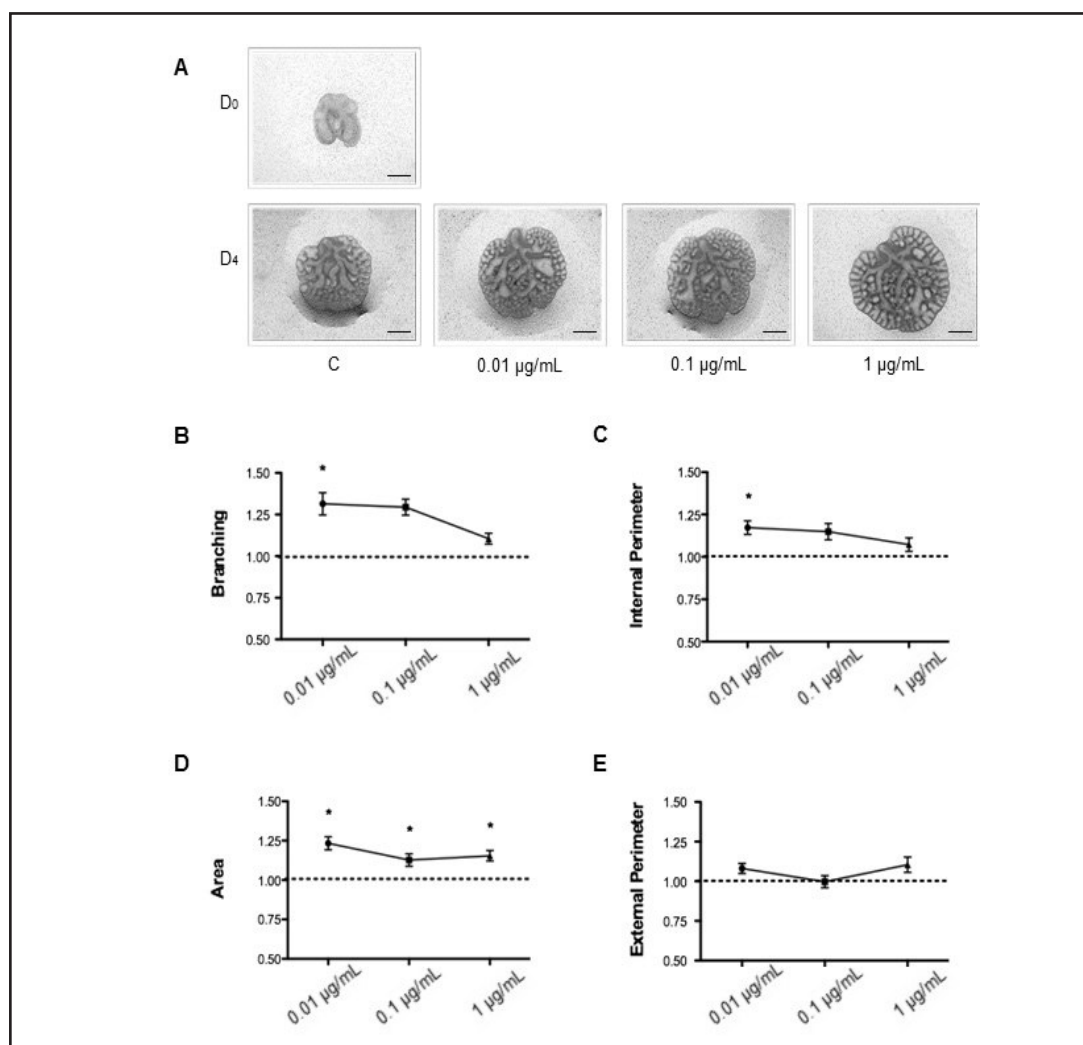 A
D0
D4
C
0.01 µg/mL
0.1 µg/mL
1 µg/mL
B
*
1.50
1.25
1.00
0.75
0.50
Branching
0.01 µg/mL
0.1 µg/mL
1 µg/mL
C
*
1.50
1.25
1.00
0.75
0.50
Internal Perimeter
0.01 µg/mL
0.1 µg/mL
1 µg/mL
D
* * *
1.50
1.25
1.00
0.75
0.50
Area
0.01 µg/mL
0.1 µg/mL
1 µg/mL
E
1.50
1.25
1.00
0.75
0.50
External Perimeter
0.01 µg/mL
0.1 µg/mL
1 µg/mL